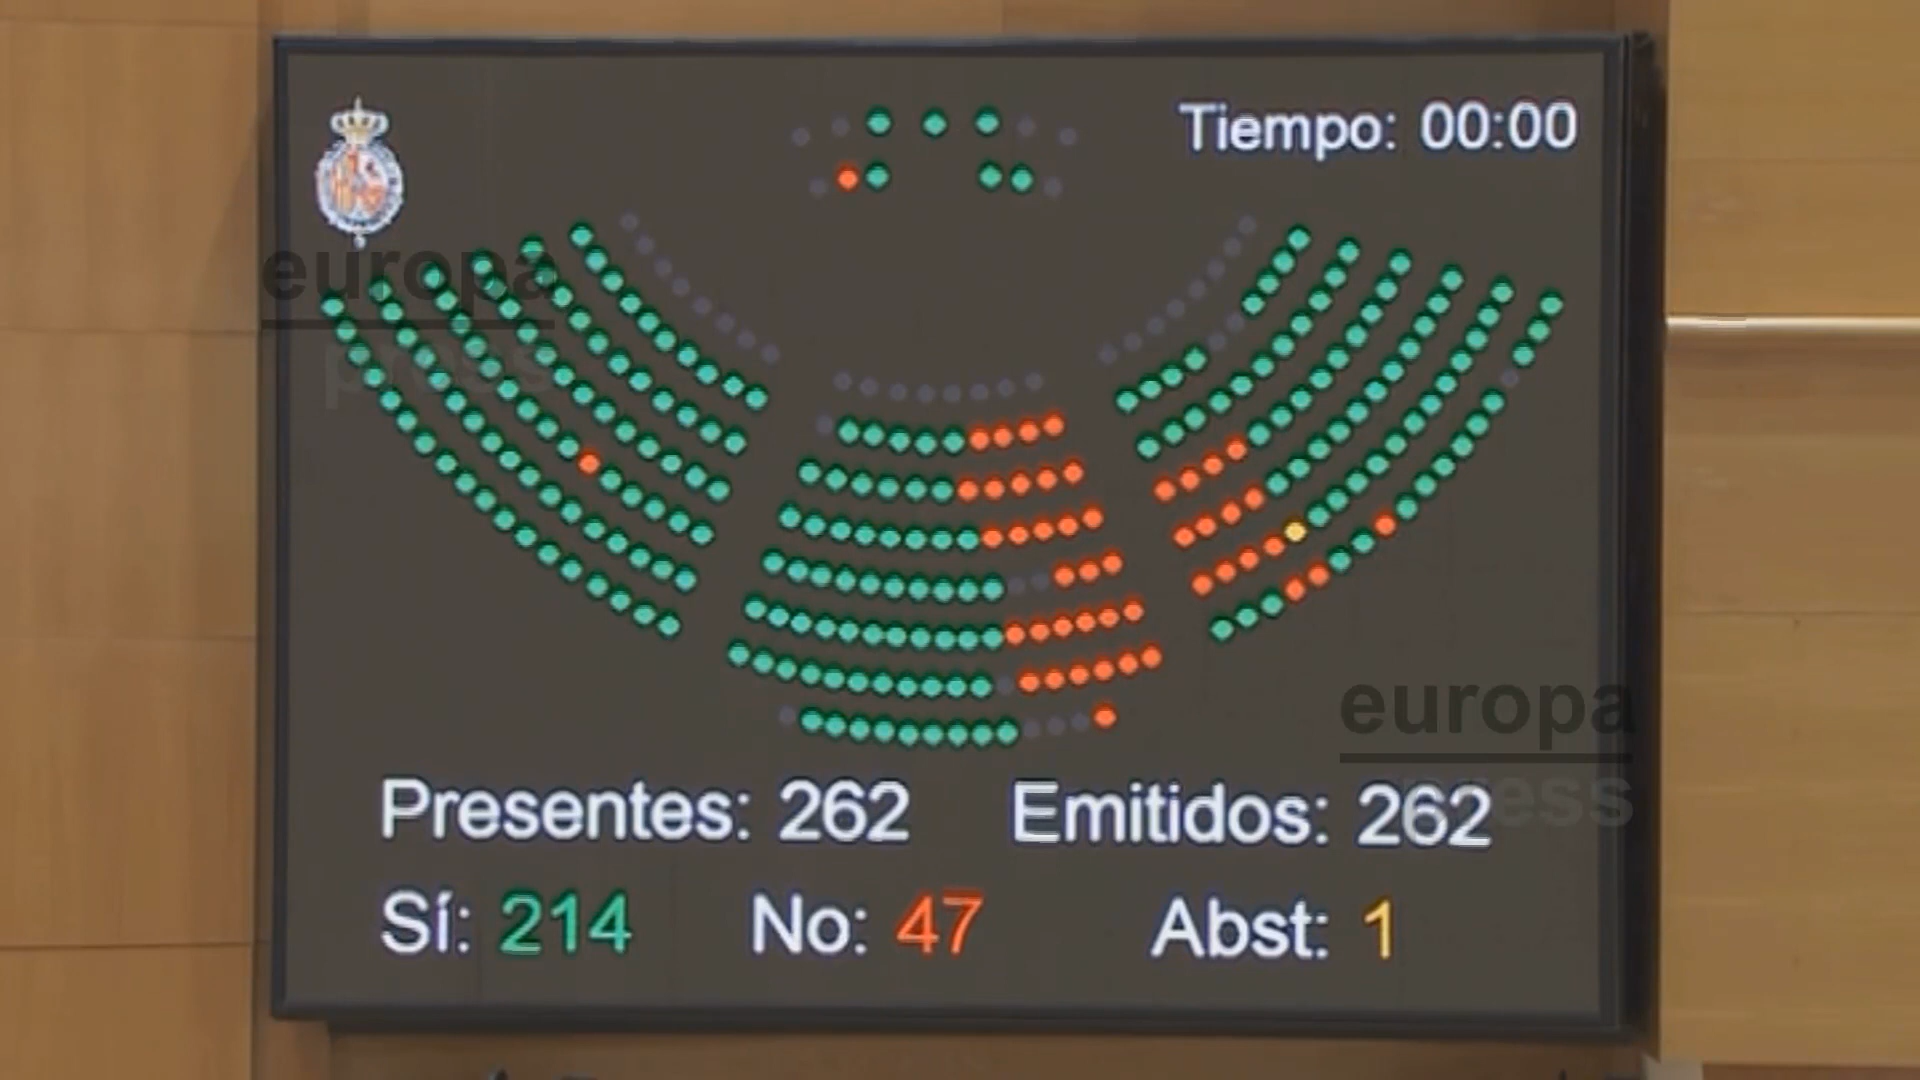 Tiempo: 00:00
europa
press
europa
press
Presentes: 262 Emitidos: 262
Sí: 214 No: 47 Abst: 1